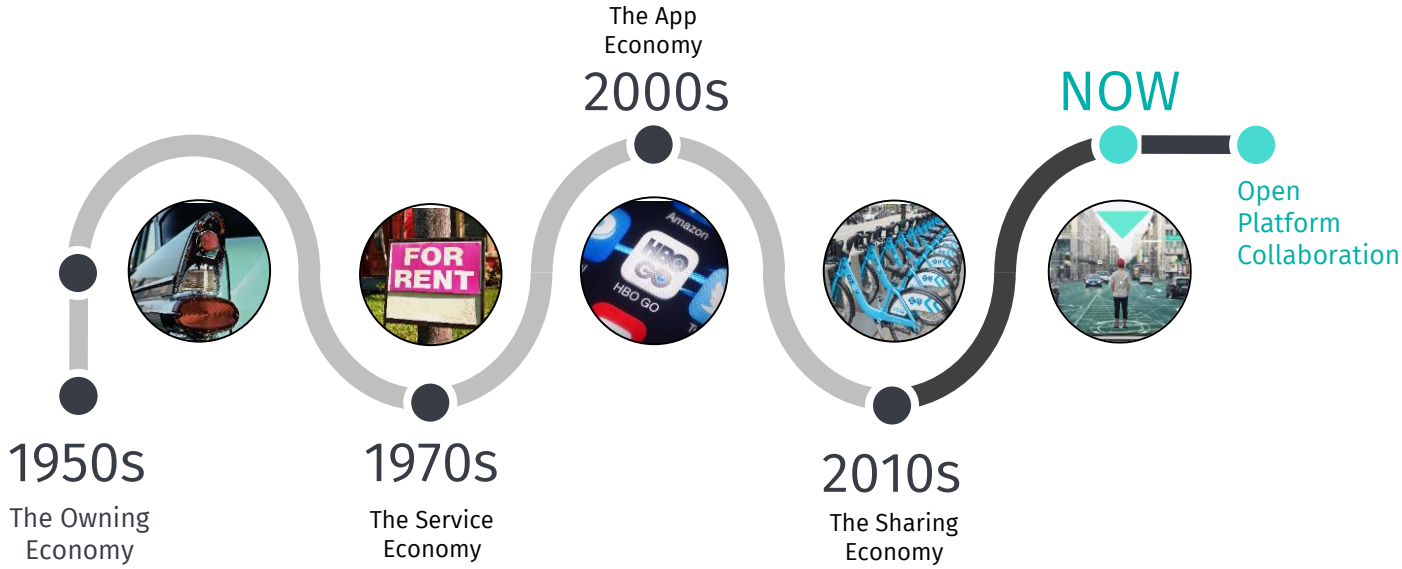 The App
Economy
2000s
NOW
Open
Platform
Collaboration
FOR
RENT
Amazon
HBO
GO
HBO GO
1950s
The Owning
Economy
1970s
The Service
Economy
2010s
The Sharing
Economy